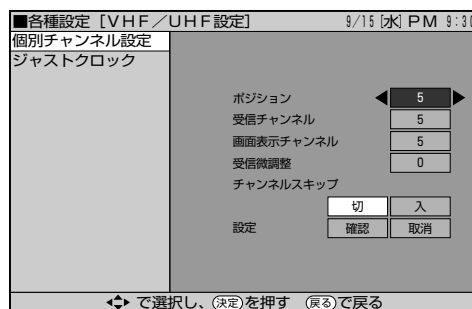 ■各種設定［VHF／UHF設定］ 9/15[水] PM 9:30
個別チャンネル設定
ジャストクロック
ポジション 5
受信チャンネル 5
画面表示チャンネル 5
受信微調整 0
チャンネルスキップ
切 入
設定 確認 取消
で選択し、決定を押す 戻るで戻る